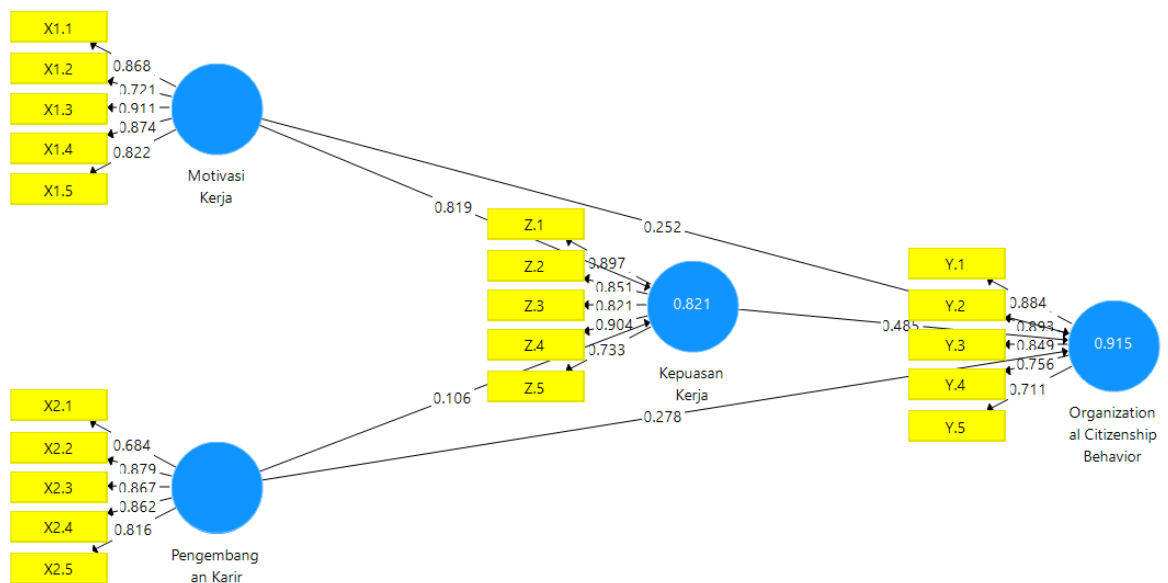 X1.1
X1.2
X1.3
X1.4
X1.5
0.868
0.721
0.911
0.874
0.822
Motivasi
Kerja
0.819
0.252
Z.1
Z.2
Z.3
Z.4
Z.5
0.897
0.851
0.821
0.904
0.733
0.821
Kepuasan
Kerja
0.485
Y.1
Y.2
Y.3
Y.4
Y.5
0.884
0.893
0.849
0.756
0.711
0.915
Organization
al Citizenship
Behavior
0.106
0.278
X2.1
X2.2
X2.3
X2.4
X2.5
0.684
0.879
0.867
0.862
0.816
Pengembang
an Karir